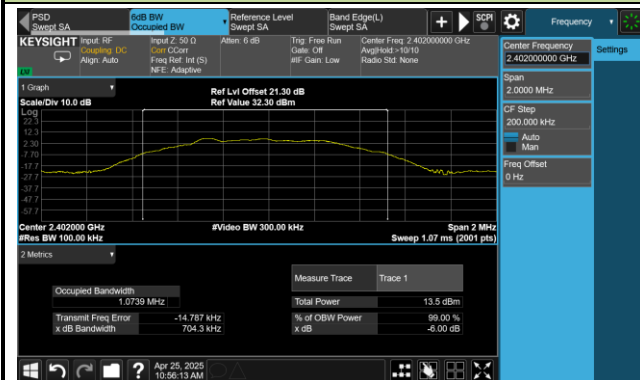 PSD
Swept SA
6dB BW
Occupied BW
Reference Level
Swept SA
Band Edge(L)
Swept SA
SCPI
Frequency
KEYSIGHT
Input: RF
Coupling: DC
Align: Auto
Input Z: 50 Ω
Corr CCorr
Freq Ref: Int (S)
NFE: Adaptive
Atten: 6 dB
Trig: Free Run
Gate: Off
#IF Gain: Low
Center Freq: 2.402000000 GHz
Avg|Hold:>10/10
Radio Std: None
Center Frequency
2.402000000 GHz
Settings
Span
2.0000 MHz
CF Step
200.000 kHz
Auto
Man
Freq Offset
0 Hz
1 Graph
Scale/Div 10.0 dB
Ref Lvl Offset 21.30 dB
Ref Value 32.30 dBm
Log
22.3
12.3
2.30
-7.70
-17.7
-27.7
-37.7
-47.7
-57.7
Center 2.402000 GHz
#Video BW 300.00 kHz
Span 2 MHz
#Res BW 100.00 kHz
Sweep 1.07 ms (2001 pts)
2 Metrics
Measure Trace
Trace 1
Occupied Bandwidth
1.0739 MHz
Total Power
13.5 dBm
Transmit Freq Error
-14.787 kHz
% of OBW Power
99.00 %
x dB Bandwidth
704.3 kHz
x dB
-6.00 dB
Apr 25, 2025
10:56:13 AM